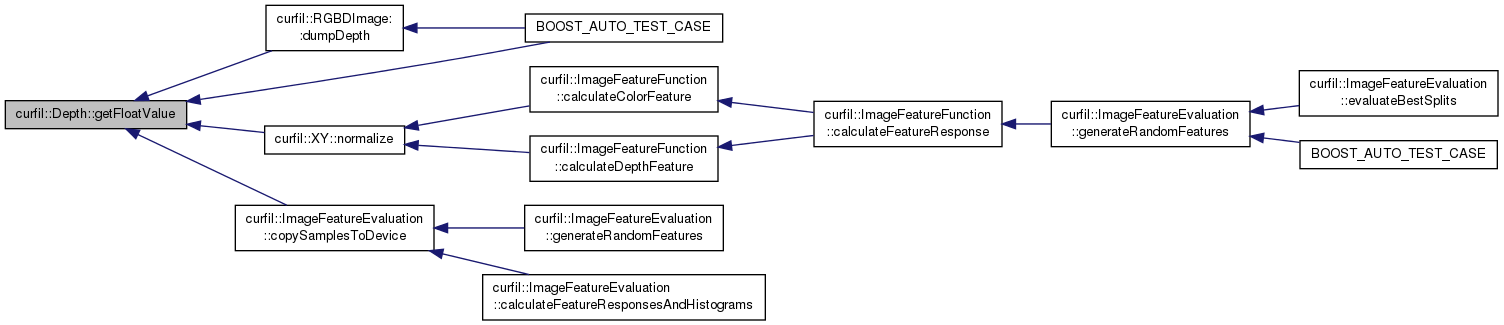 curfil::Depth::getFloatValue
curfil::RGBDImage:
:dumpDepth
BOOST_AUTO_TEST_CASE
curfil::XY::normalize
curfil::ImageFeatureFunction
::calculateColorFeature
curfil::ImageFeatureFunction
::calculateDepthFeature
curfil::ImageFeatureFunction
::calculateFeatureResponse
curfil::ImageFeatureEvaluation
::generateRandomFeatures
curfil::ImageFeatureEvaluation
::evaluateBestSplits
BOOST_AUTO_TEST_CASE
curfil::ImageFeatureEvaluation
::copySamplesToDevice
curfil::ImageFeatureEvaluation
::generateRandomFeatures
curfil::ImageFeatureEvaluation
::calculateFeatureResponsesAndHistograms